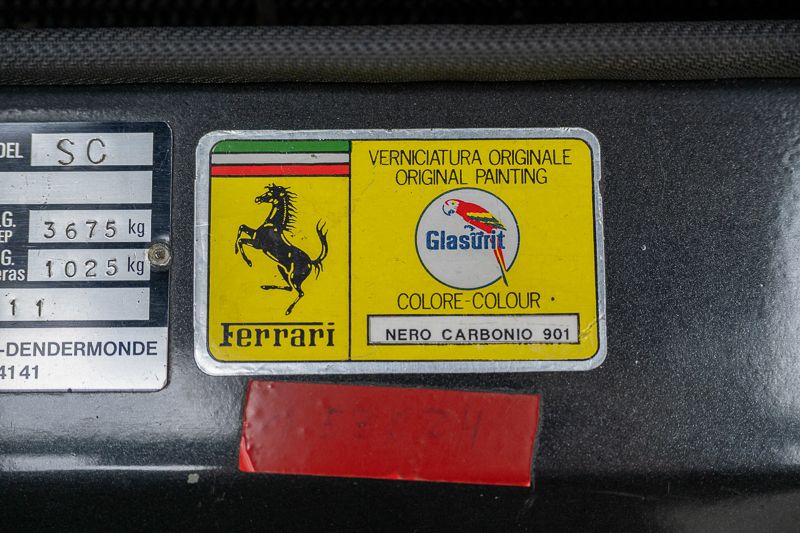 DEL SC
.G.
EP 3675 kg
G.
eras 1025 kg
11
-DENDERMONDE
4141
VERNICIATURA ORIGINALE
ORIGINAL PAINTING
Glasurit
COLORE-COLOUR
NERO CARBONIO 901
Ferrari